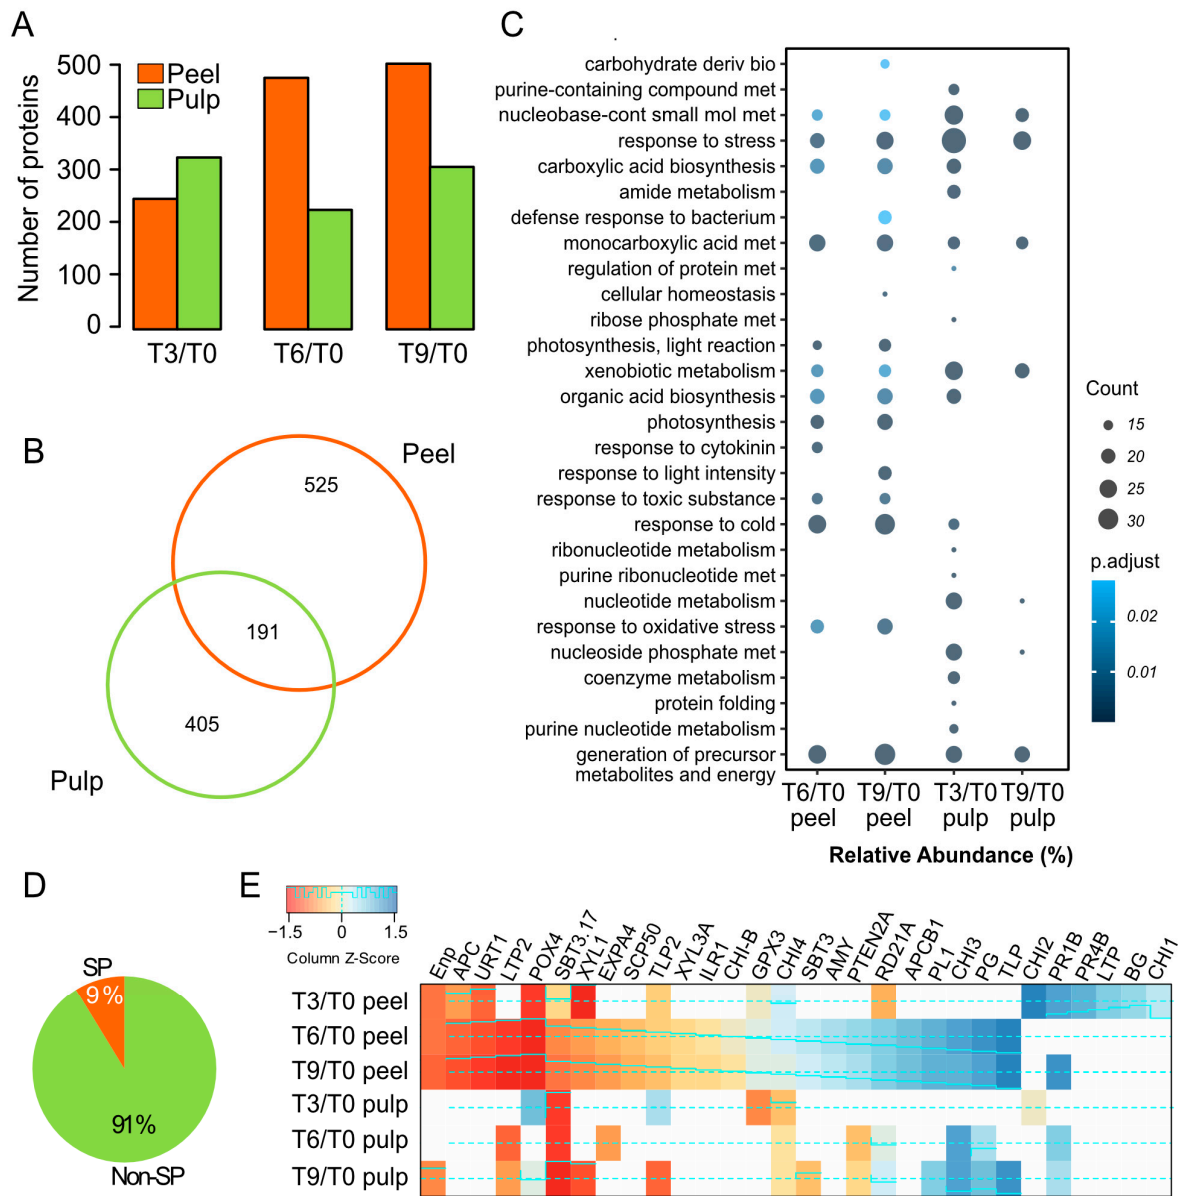 A
Number of proteins
500
400
300
200
100
0
Peel
Pulp
T3/T0
T6/T0
T9/T0
B
Peel
525
191
405
Pulp
C
carbohydrate deriv bio
purine-containing compound met
nucleobase-cont small mol met
response to stress
carboxylic acid biosynthesis
amide metabolism
defense response to bacterium
monocarboxylic acid met
regulation of protein met
cellular homeostasis
ribose phosphate met
photosynthesis, light reaction
xenobiotic metabolism
organic acid biosynthesis
photosynthesis
response to cytokinin
response to light intensity
response to toxic substance
response to cold
ribonucleotide metabolism
purine ribonucleotide met
nucleotide metabolism
response to oxidative stress
nucleoside phosphate met
coenzyme metabolism
protein folding
purine nucleotide metabolism
generation of precursor
metabolites and energy
T6/T0 peel
T9/T0 peel
T3/T0 pulp
T9/T0 pulp
Relative Abundance (%)
Count
15
20
25
30
p.adjust
0.02
0.01
D
SP
9%
91%
Non-SP
E
−1.5 0 1.5
Column Z-Score
Enp
APC
URT1
LTP2
POX4
SBT3.17
XYL1
EXPA4
SCP50
TLP2
XYL3A
ILR1
CHI-B
GPX3
CHI4
SBT3
AMY
PTEN2A
RD21A
APCB1
PL1
CH3
PG
TLP
CHI2
PR1B
PR4B
LTP
BG
CH1
T3/T0 peel
T6/T0 peel
T9/T0 peel
T3/T0 pulp
T6/T0 pulp
T9/T0 pulp